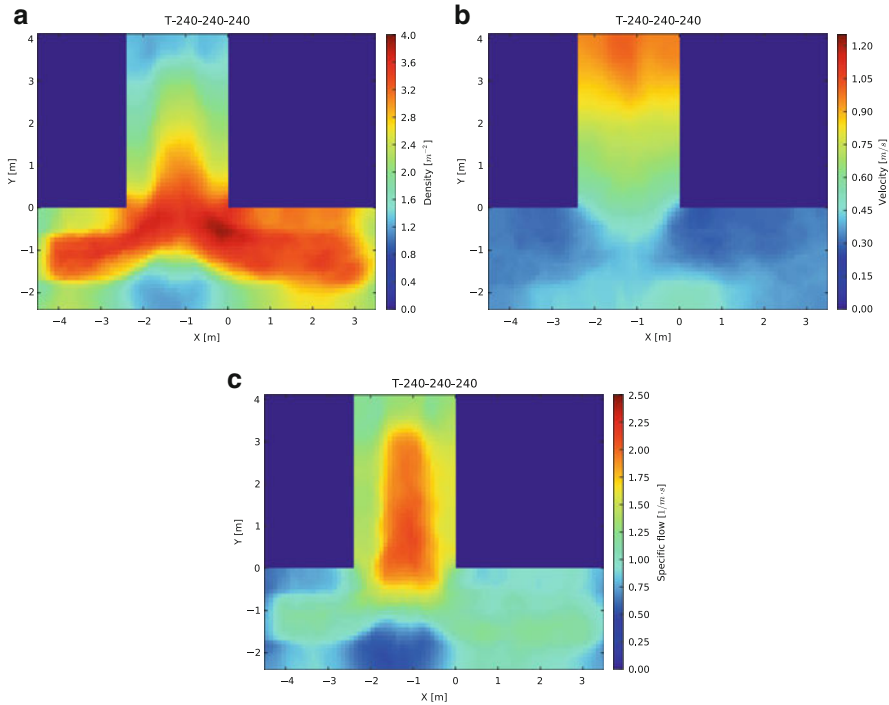 a
T-240-240-240
4
3
2
1
0
−1
−2
−4 −3 −2 −1 0 1 2 3
X [m]
Y [m]
4.0
3.6
3.2
2.8
2.4
2.0
1.6
1.2
0.8
0.4
0.0
Density [m⁻²]
b
T-240-240-240
4
3
2
1
0
−1
−2
−4 −3 −2 −1 0 1 2 3
X [m]
Y [m]
1.20
1.05
0.90
0.75
0.60
0.45
0.30
0.15
0.00
Velocity [m/s]
c
T-240-240-240
4
3
2
1
0
−1
−2
−4 −3 −2 −1 0 1 2 3
X [m]
Y [m]
2.50
2.25
2.00
1.75
1.50
1.25
1.00
0.75
0.50
0.25
0.00
Specific flow [1/m·s]